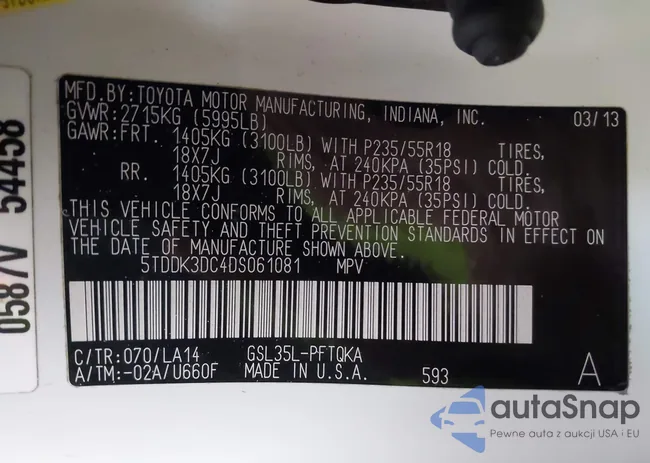 MFD.BY:TOYOTA MOTOR MANUFACTURING, INDIANA, INC. 03/13
GVWR:2715KG (5995LB)
GAWR:FRT. 1405KG (3100LB) WITH P235/55R18 TIRES,
18X7J RIMS, AT 240KPA (35PSI) COLD.
RR. 1405KG (3100LB) WITH P235/55R18 TIRES,
18X7J RIMS, AT 240KPA (35PSI) COLD.
THIS VEHICLE CONFORMS TO ALL APPLICABLE FEDERAL MOTOR
VEHICLE SAFETY AND THEFT PREVENTION STANDARDS IN EFFECT ON
THE DATE OF MANUFACTURE SHOWN ABOVE.
5TDDK3DC4DS061081 MPV
C/TR:070/LA14 GSL35L-PFTQKA
A/TM:-02A/U660F MADE IN U.S.A. 593 A
0587V 54458
autaSnap
Pewne auta z aukcji USA i EU